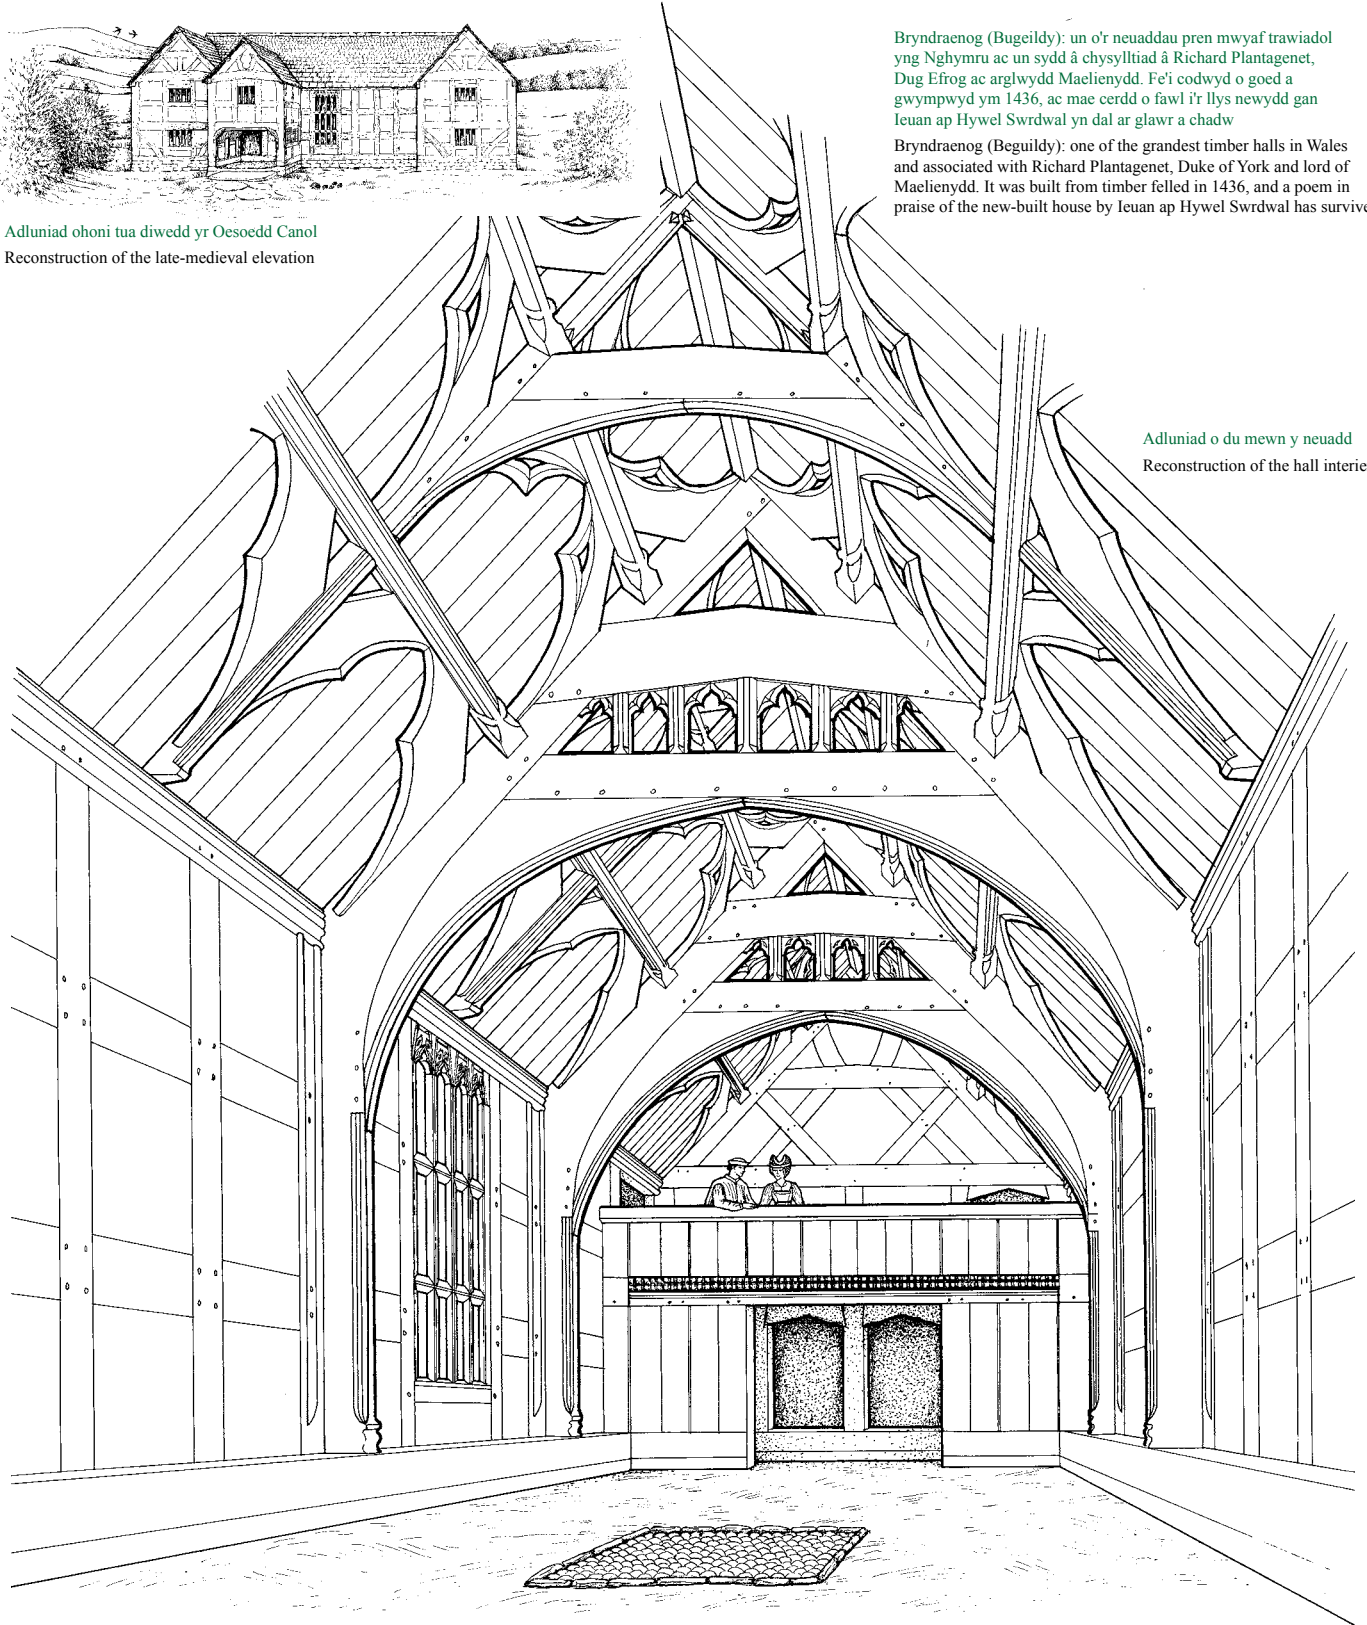 Bryndraenog (Bugeildy): un o'r neuaddau pren mwyaf trawiadol
yng Nghymru ac un sydd â chysylltiad â Richard Plantagenet,
Dug Efrog ac arglwydd Maelienydd. Fe'i codwyd o goed a
gwympwyd ym 1436, ac mae cerdd o fawl i'r llys newydd gan
Ieuan ap Hywel Swrdwal yn dal ar glawr a chadw
Bryndraenog (Beguildy): one of the grandest timber halls in Wales
and associated with Richard Plantagenet, Duke of York and lord of
Maelienydd. It was built from timber felled in 1436, and a poem in
praise of the new-built house by Ieuan ap Hywel Swrdwal has survive
Adluniad ohoni tua diwedd yr Oesoedd Canol
Reconstruction of the late-medieval elevation
Adluniad o du mewn y neuadd
Reconstruction of the hall interi